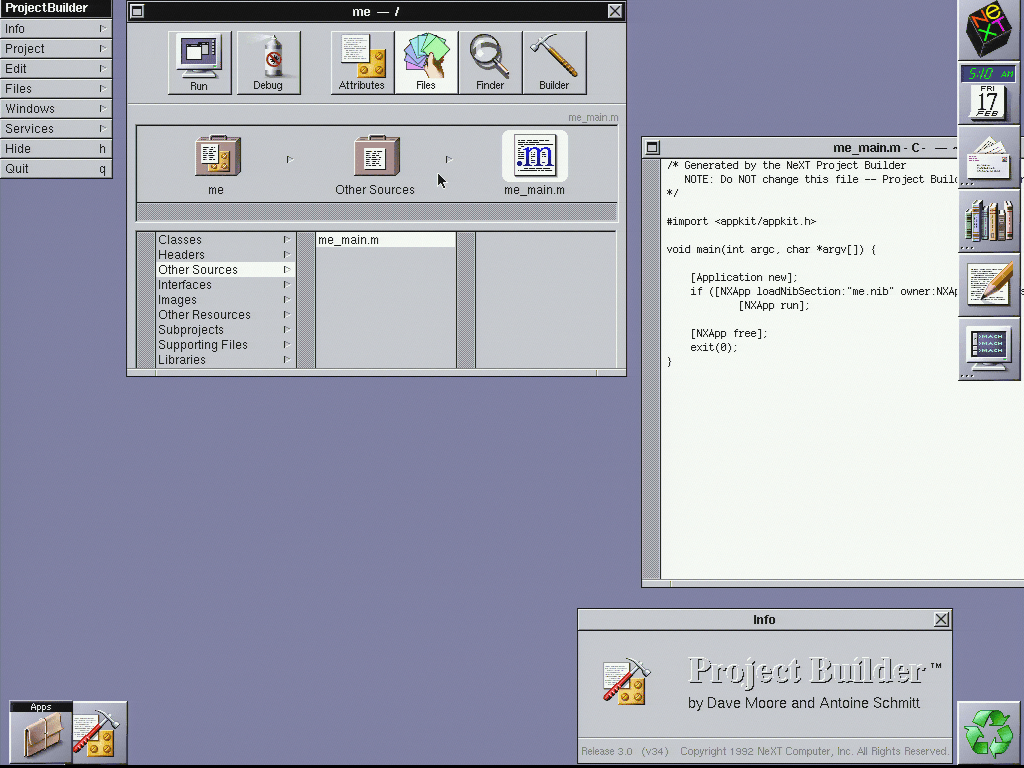 ProjectBuilder
Info
Project
Edit
Files
Windows
Services
Hide h
Quit q
me — /
Run
Debug
Attributes
Files
Finder
Builder
me_main.m
me
Other Sources
me_main.m
Classes
Headers
Other Sources
Interfaces
Images
Other Resources
Subprojects
Supporting Files
Libraries
me_main.m
me_main.m - C - — ~
/* Generated by the NeXT Project Builder
NOTE: Do NOT change this file -- Project Buil
*/
#import <appkit/appkit.h>
void main(int argc, char *argv[]) {
[Application new];
if ([NXApp loadNibSection:"me.nib" owner:NXAp
[NXApp run];
[NXApp free];
exit(0);
}
NeXT
5:10 AM
FRI
17
FEB
MACH
MACH
MACH
Info
Project Builder™
by Dave Moore and Antoine Schmitt
Release 3.0 (v34) Copyright 1992 NeXT Computer, Inc. All Rights Reserved.
Apps